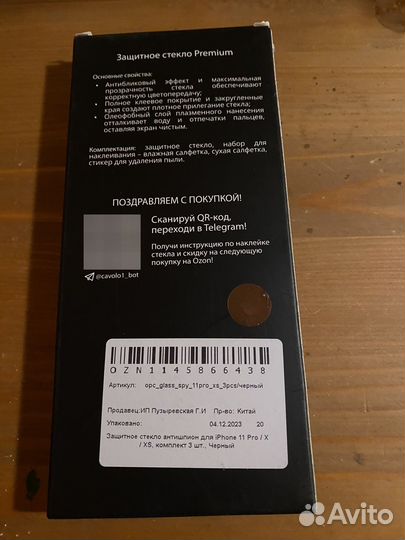 Защитное стекло Premium
Основные свойства:
• Антибликовый эффект и максимальная
прозрачность стекла обеспечивают
корректную цветопередачу;
• Полное клеевое покрытие и закругленные
края создают плотное прилегание стекла;
• Олеофобный слой плазменного нанесения
отталкивает воду и отпечатки пальцев,
оставляя экран чистым.
Комплектация: защитное стекло, набор для
наклеивания – влажная салфетка, сухая салфетка,
стикер для удаления пыли.
ПОЗДРАВЛЯЕМ С ПОКУПКОЙ!
Сканируй QR-код,
переходи в Telegram!
Получи инструкцию по наклейке
стекла и скидку на следующую
покупку на Ozon!
@cavolo1_bot
OZN1145866438
Артикул: opc_glass_spy_11pro_xs_3pcs/черный
Продавец:ИП Пузыревская Г.И Пр-во: Китай
Упаковано: 04.12.2023 20
Защитное стекло антишпион для iPhone 11 Pro / X
/ XS, комплект 3 шт., Черный
Avito